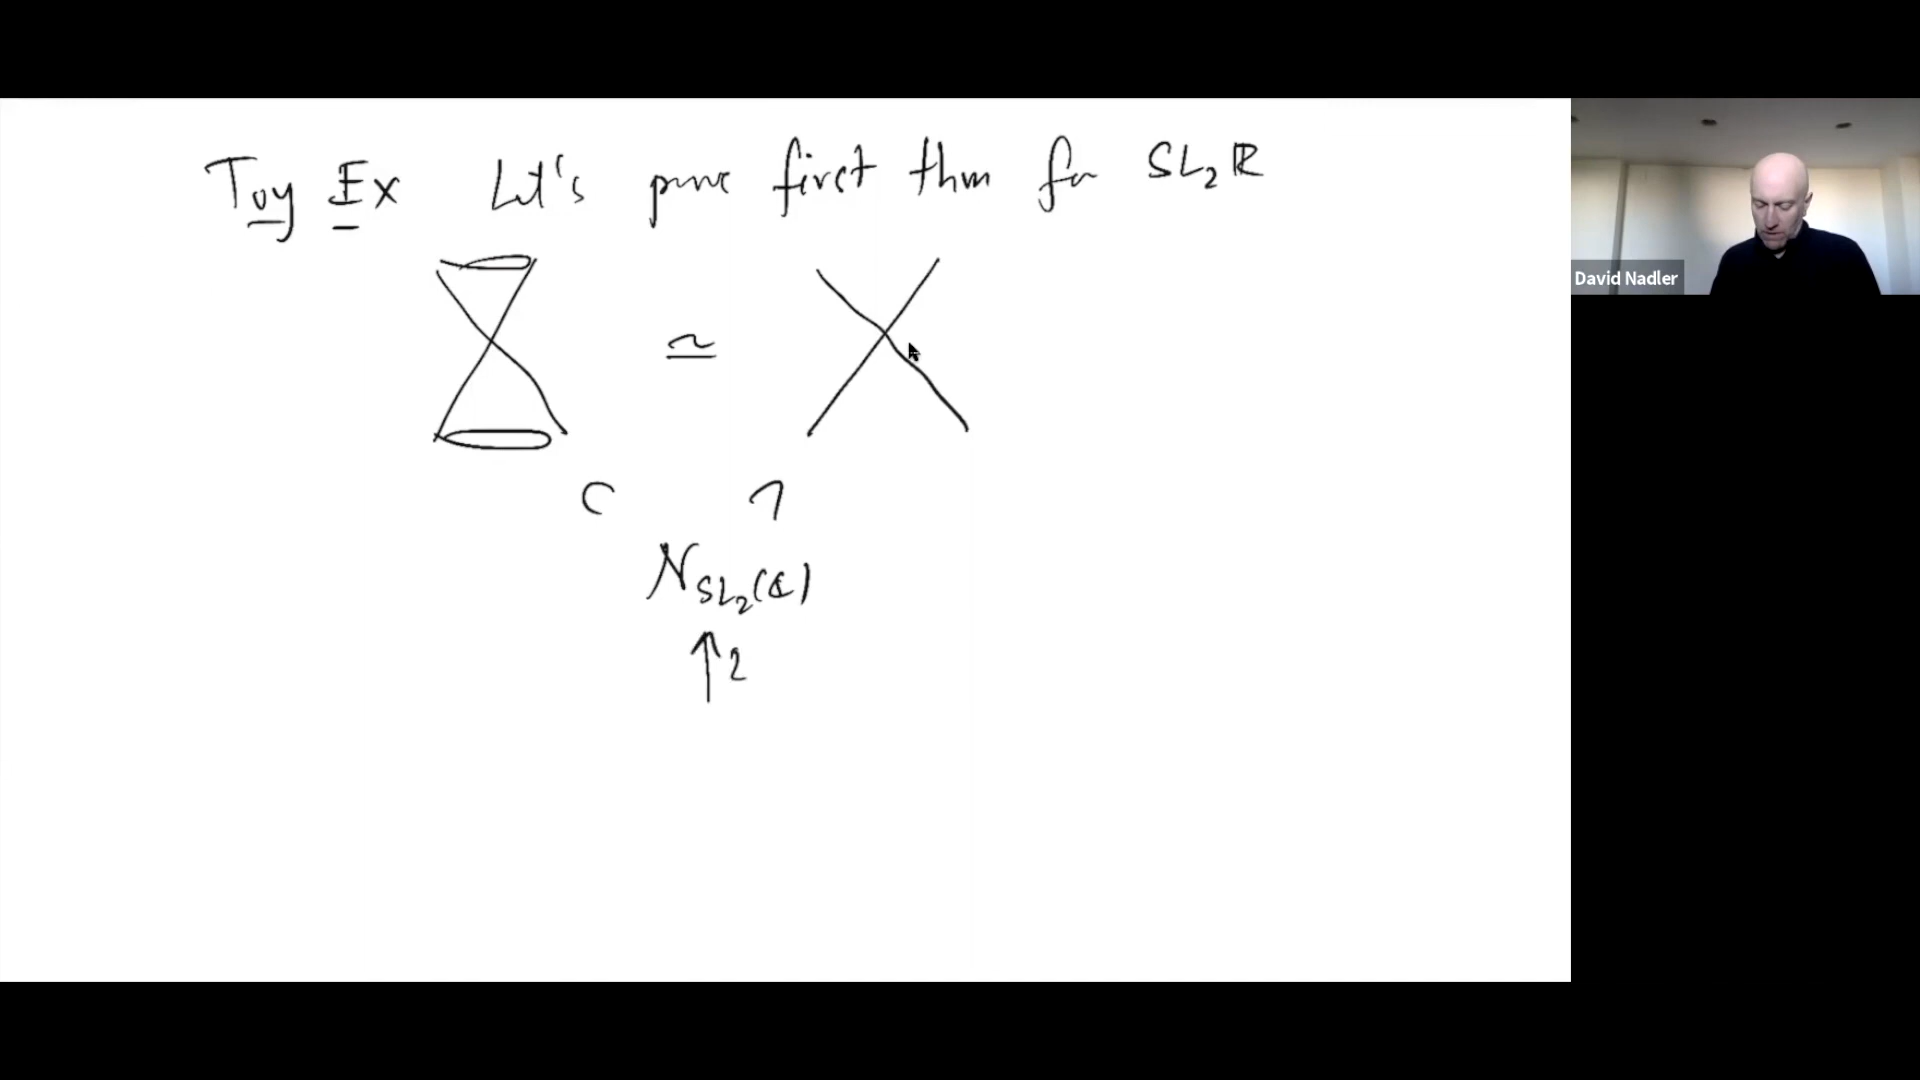 Toy Ex Let's prove first thm for SL₂ℝ
≃
⊂ ⊃
𝒩_{SL₂(ℂ)}
↑2
David Nadler